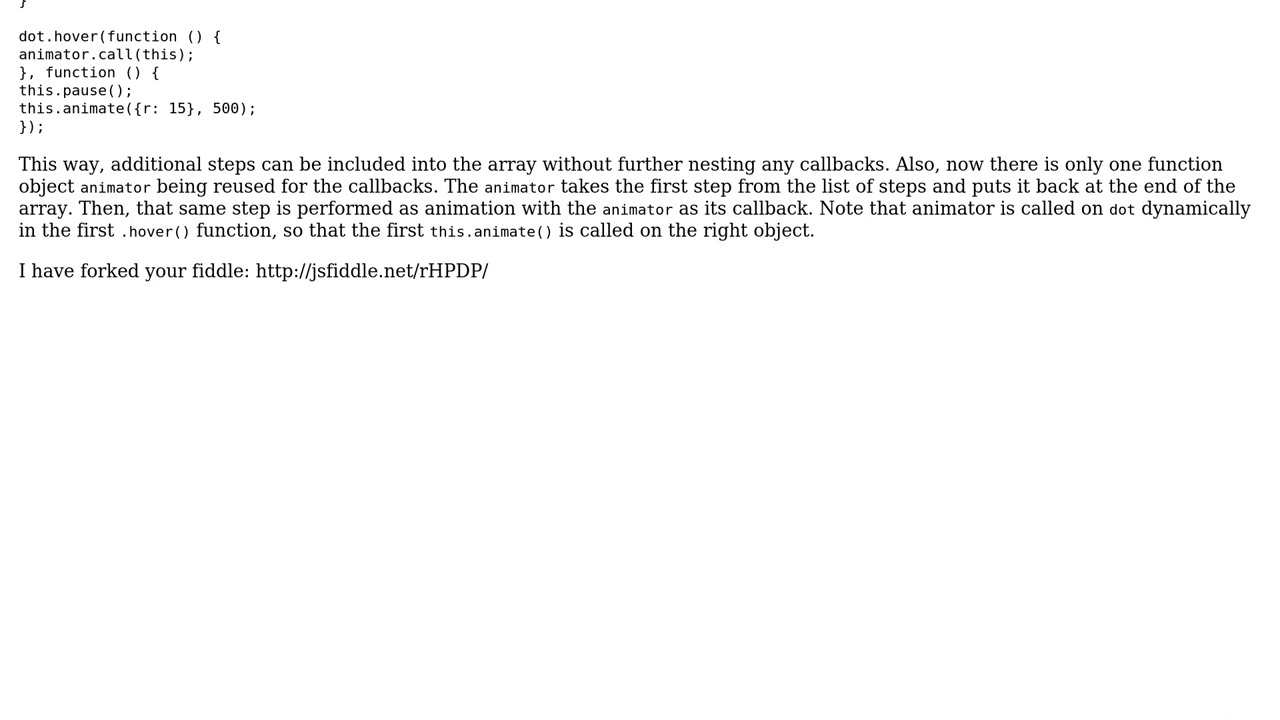 }
dot.hover(function () {
animator.call(this);
}, function () {
this.pause();
this.animate({r: 15}, 500);
});
This way, additional steps can be included into the array without further nesting any callbacks. Also, now there is only one function
object animator being reused for the callbacks. The animator takes the first step from the list of steps and puts it back at the end of the
array. Then, that same step is performed as animation with the animator as its callback. Note that animator is called on dot dynamically
in the first .hover() function, so that the first this.animate() is called on the right object.
I have forked your fiddle: http://jsfiddle.net/rHPDP/